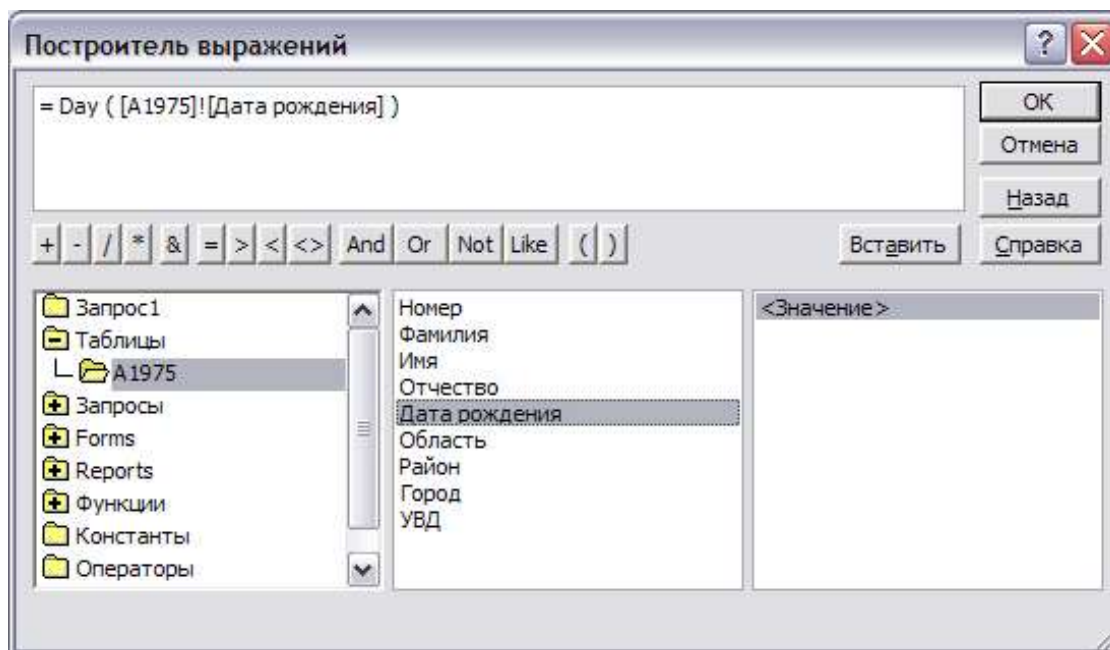 Построитель выражений
?
= Day ( [A1975]![Дата рождения] )
OK
Отмена
Назад
+ - / * & = > < <> And Or Not Like ( )
Вставить
Справка
Запрос1
Таблицы
A1975
Запросы
Forms
Reports
Функции
Константы
Операторы
Номер
Фамилия
Имя
Отчество
Дата рождения
Область
Район
Город
УВД
<Значение>